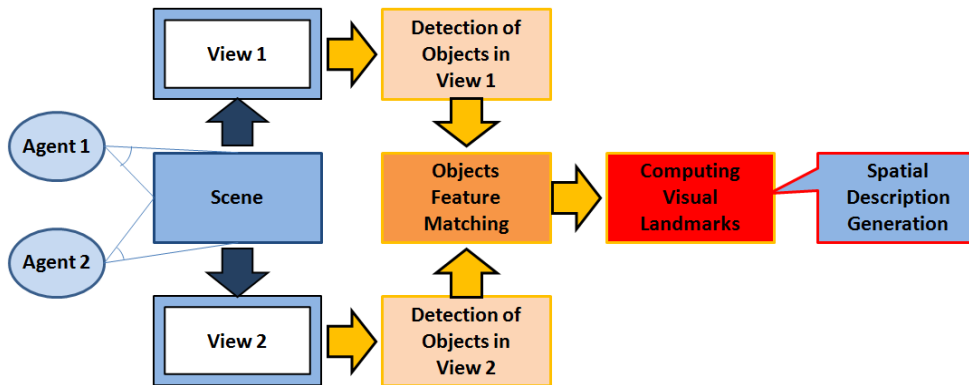 View 1
Detection of
Objects in
View 1
Agent 1
Agent 2
Scene
Objects
Feature
Matching
Computing
Visual
Landmarks
Spatial
Description
Generation
View 2
Detection of
Objects in
View 2